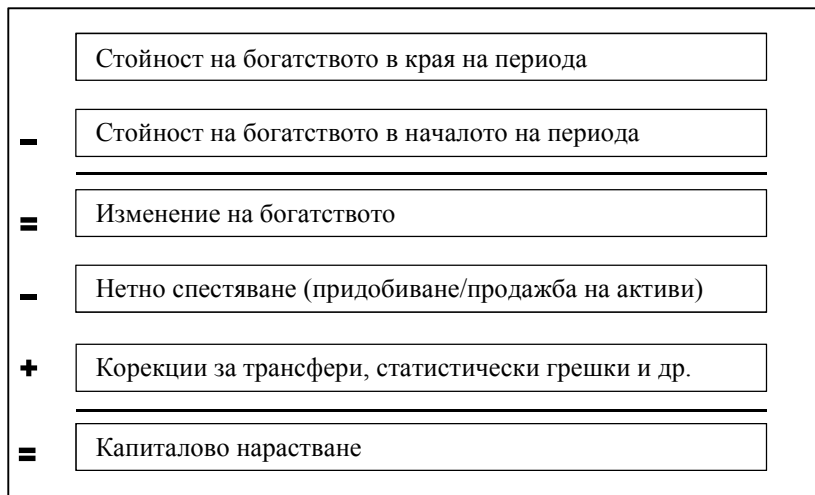 Стойност на богатството в края на периода
- Стойност на богатството в началото на периода
= Изменение на богатството
- Нетно спестяване (придобиване/продажба на активи)
+ Корекции за трансфери, статистически грешки и др.
= Капиталово нарастване